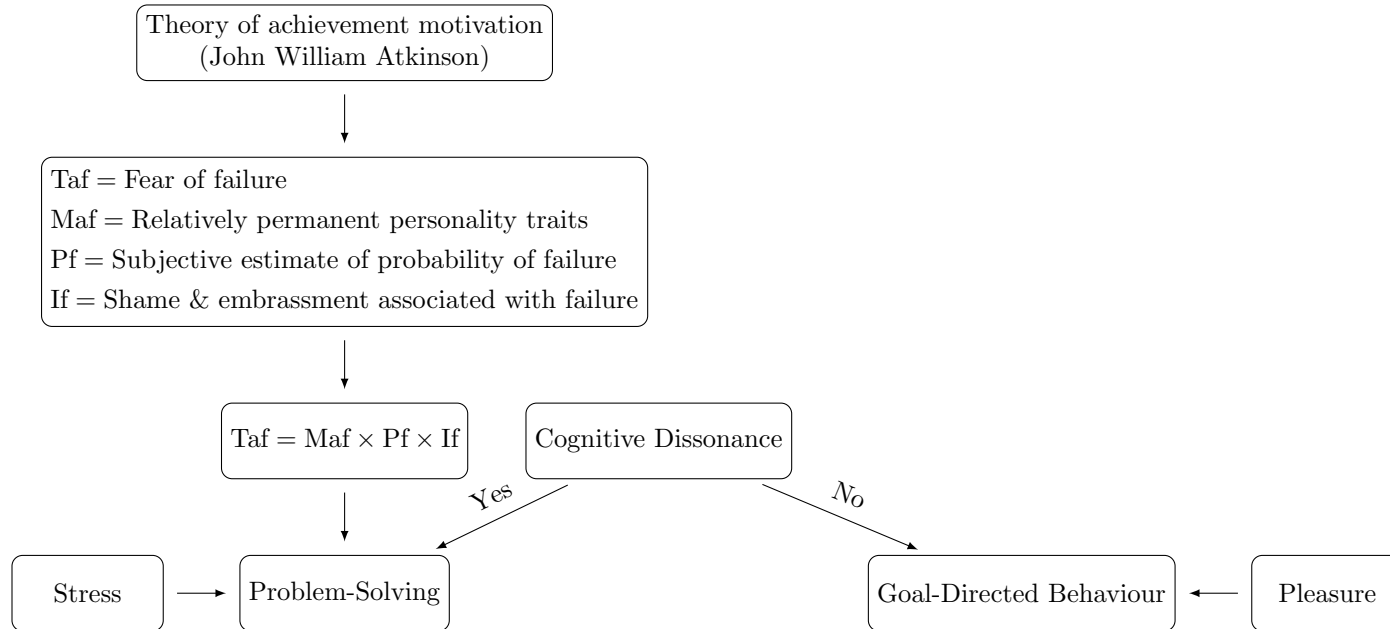 Theory of achievement motivation
(John William Atkinson)
Taf = Fear of failure
Maf = Relatively permanent personality traits
Pf = Subjective estimate of probability of failure
If = Shame & embrassment associated with failure
Taf = Maf × Pf × If
Cognitive Dissonance
Yes
No
Stress
Problem-Solving
Goal-Directed Behaviour
Pleasure